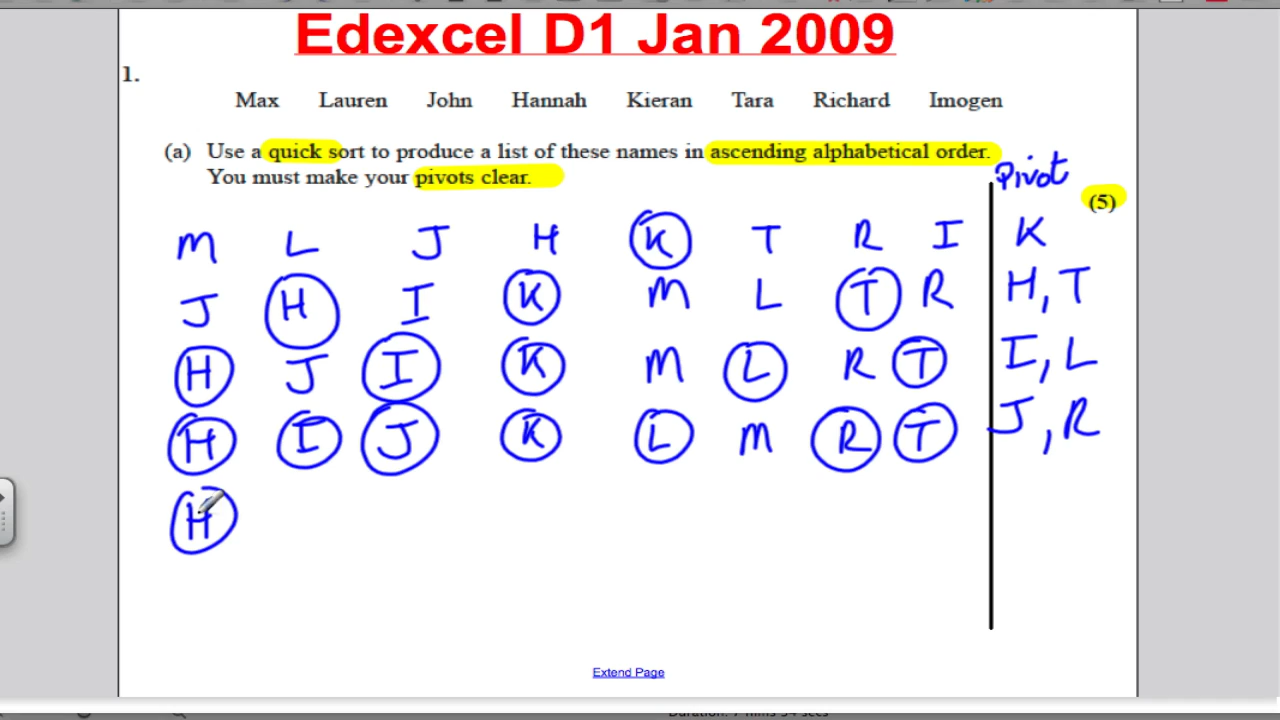 Edexcel D1 Jan 2009
1.
Max Lauren John Hannah Kieran Tara Richard Imogen
(a) Use a quick sort to produce a list of these names in ascending alphabetical order.
You must make your pivots clear.
Pivot
(5)
M L J H K T R I K
J H I K M L T R H, T
H J I K M L R T I, L
H I J K L M R T J, R
H
Extend Page